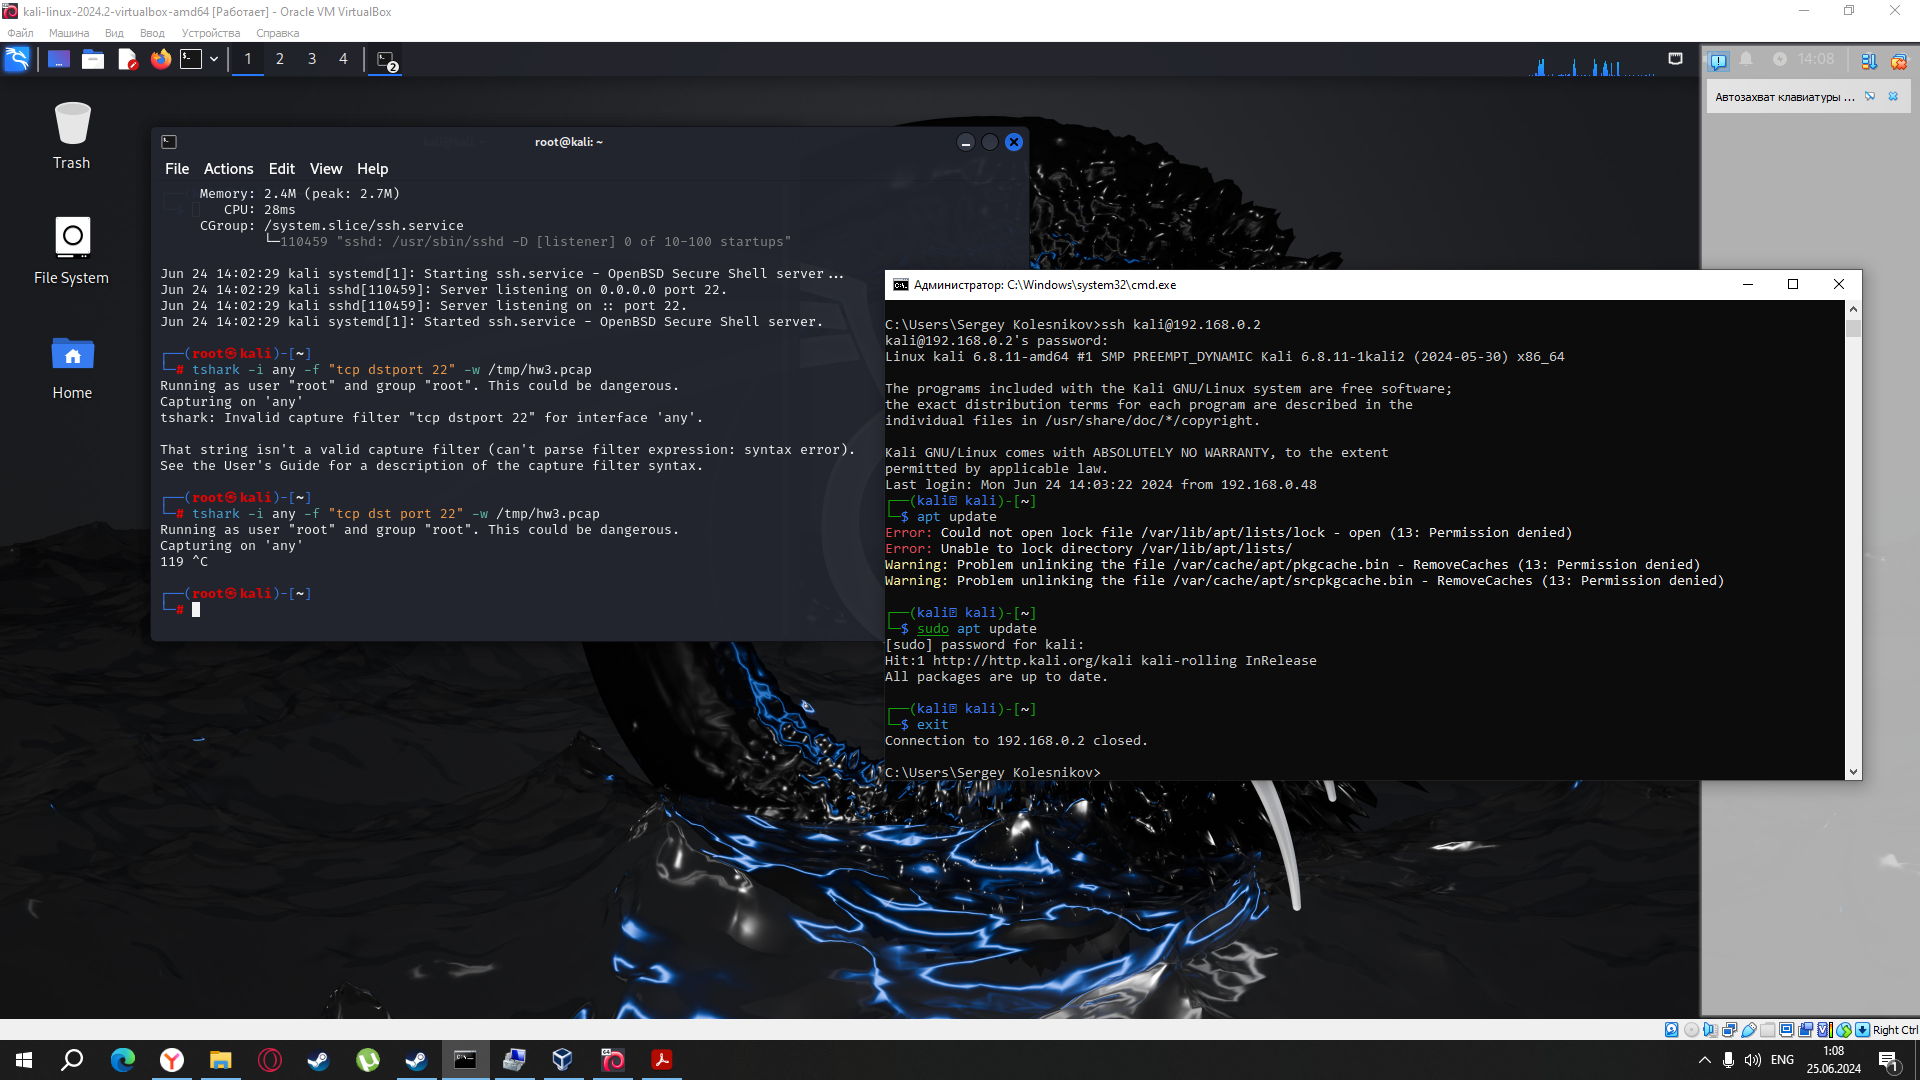 kali-linux-2024.2-virtualbox-amd64 [Работает] - Oracle VM VirtualBox
Файл Машина Вид Ввод Устройства Справка
1 2 3 4 2
14:08
Автозахват клавиатуры ...
Trash
File System
Home
root@kali: ~
File Actions Edit View Help
Memory: 2.4M (peak: 2.7M)
CPU: 28ms
CGroup: /system.slice/ssh.service
└─110459 "sshd: /usr/sbin/sshd -D [listener] 0 of 10-100 startups"
Jun 24 14:02:29 kali systemd[1]: Starting ssh.service - OpenBSD Secure Shell server...
Jun 24 14:02:29 kali sshd[110459]: Server listening on 0.0.0.0 port 22.
Jun 24 14:02:29 kali sshd[110459]: Server listening on :: port 22.
Jun 24 14:02:29 kali systemd[1]: Started ssh.service - OpenBSD Secure Shell server.
┌──(root㉿kali)-[~]
└─# tshark -i any -f "tcp dstport 22" -w /tmp/hw3.pcap
Running as user "root" and group "root". This could be dangerous.
Capturing on 'any'
tshark: Invalid capture filter "tcp dstport 22" for interface 'any'.
That string isn't a valid capture filter (can't parse filter expression: syntax error).
See the User's Guide for a description of the capture filter syntax.
┌──(root㉿kali)-[~]
└─# tshark -i any -f "tcp dst port 22" -w /tmp/hw3.pcap
Running as user "root" and group "root". This could be dangerous.
Capturing on 'any'
119 ^C
┌──(root㉿kali)-[~]
└─#
Администратор: C:\Windows\system32\cmd.exe
C:\Users\Sergey Kolesnikov>ssh kali@192.168.0.2
kali@192.168.0.2's password:
Linux kali 6.8.11-amd64 #1 SMP PREEMPT_DYNAMIC Kali 6.8.11-1kali2 (2024-05-30) x86_64
The programs included with the Kali GNU/Linux system are free software;
the exact distribution terms for each program are described in the
individual files in /usr/share/doc/*/copyright.
Kali GNU/Linux comes with ABSOLUTELY NO WARRANTY, to the extent
permitted by applicable law.
Last login: Mon Jun 24 14:03:22 2024 from 192.168.0.48
┌──(kali㉿ kali)-[~]
└─$ apt update
Error: Could not open lock file /var/lib/apt/lists/lock - open (13: Permission denied)
Error: Unable to lock directory /var/lib/apt/lists/
Warning: Problem unlinking the file /var/cache/apt/pkgcache.bin - RemoveCaches (13: Permission denied)
Warning: Problem unlinking the file /var/cache/apt/srcpkgcache.bin - RemoveCaches (13: Permission denied)
┌──(kali㉿ kali)-[~]
└─$ sudo apt update
[sudo] password for kali:
Hit:1 http://http.kali.org/kali kali-rolling InRelease
All packages are up to date.
┌──(kali㉿ kali)-[~]
└─$ exit
Connection to 192.168.0.2 closed.
C:\Users\Sergey Kolesnikov>
Right Ctrl
ENG
1:08
25.06.2024
1